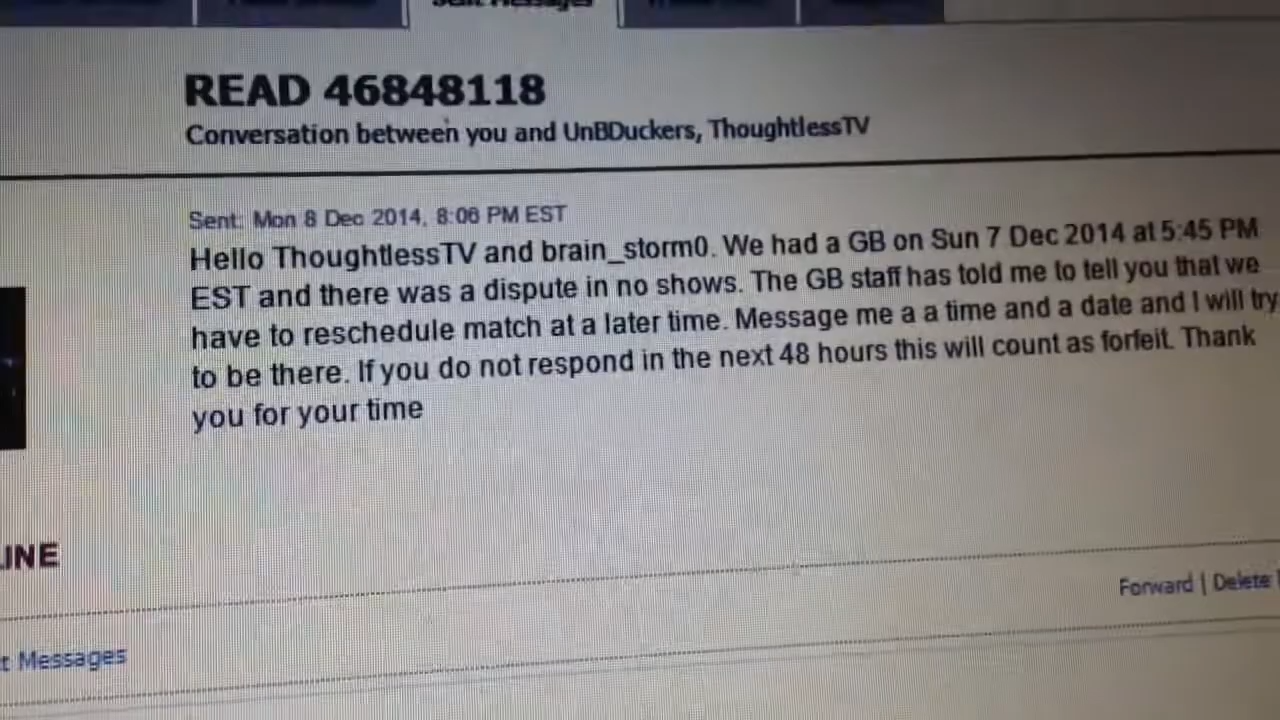 Sent Messages
READ 46848118
Conversation between you and UnBDuckers, ThoughtlessTV
Sent: Mon 8 Dec 2014, 8:06 PM EST
Hello ThoughtlessTV and brain_storm0. We had a GB on Sun 7 Dec 2014 at 5:45 PM
EST and there was a dispute in no shows. The GB staff has told me to tell you that we
have to reschedule match at a later time. Message me a a time and a date and I will try
to be there. If you do not respond in the next 48 hours this will count as forfeit. Thank
you for your time
LINE
Forward | Delete
t Messages